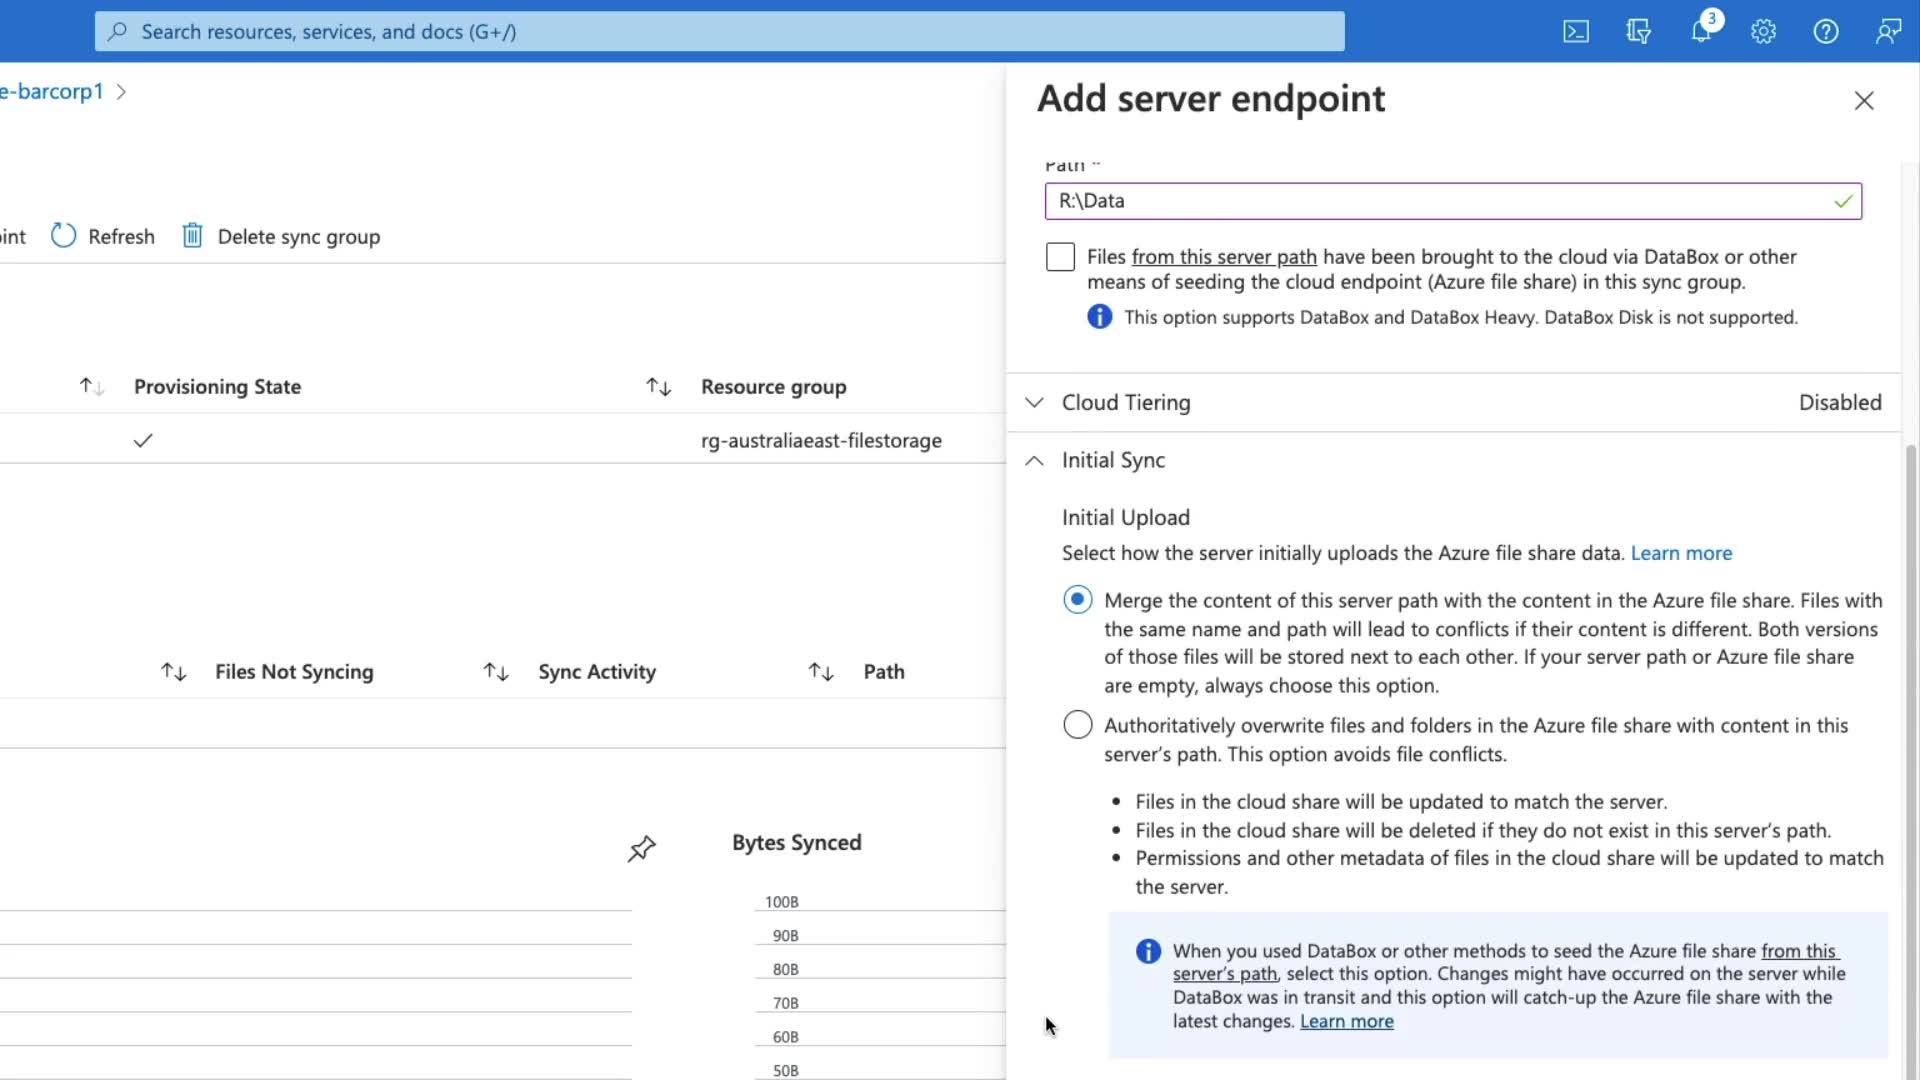 Search resources, services, and docs (G+/)
3
e-barcorp1
Add server endpoint
Path *
R:\Data
oint Refresh Delete sync group
Files from this server path have been brought to the cloud via DataBox or other
means of seeding the cloud endpoint (Azure file share) in this sync group.
This option supports DataBox and DataBox Heavy. DataBox Disk is not supported.
Provisioning State Resource group
rg-australiaeast-filestorage
Cloud Tiering Disabled
Initial Sync
Initial Upload
Select how the server initially uploads the Azure file share data. Learn more
Merge the content of this server path with the content in the Azure file share. Files with
the same name and path will lead to conflicts if their content is different. Both versions
of those files will be stored next to each other. If your server path or Azure file share
are empty, always choose this option.
Files Not Syncing Sync Activity Path
Authoritatively overwrite files and folders in the Azure file share with content in this
server's path. This option avoids file conflicts.
• Files in the cloud share will be updated to match the server.
• Files in the cloud share will be deleted if they do not exist in this server's path.
• Permissions and other metadata of files in the cloud share will be updated to match
the server.
When you used DataBox or other methods to seed the Azure file share from this
server's path, select this option. Changes might have occurred on the server while
DataBox was in transit and this option will catch-up the Azure file share with the
latest changes. Learn more
Bytes Synced
100B
90B
80B
70B
60B
50B